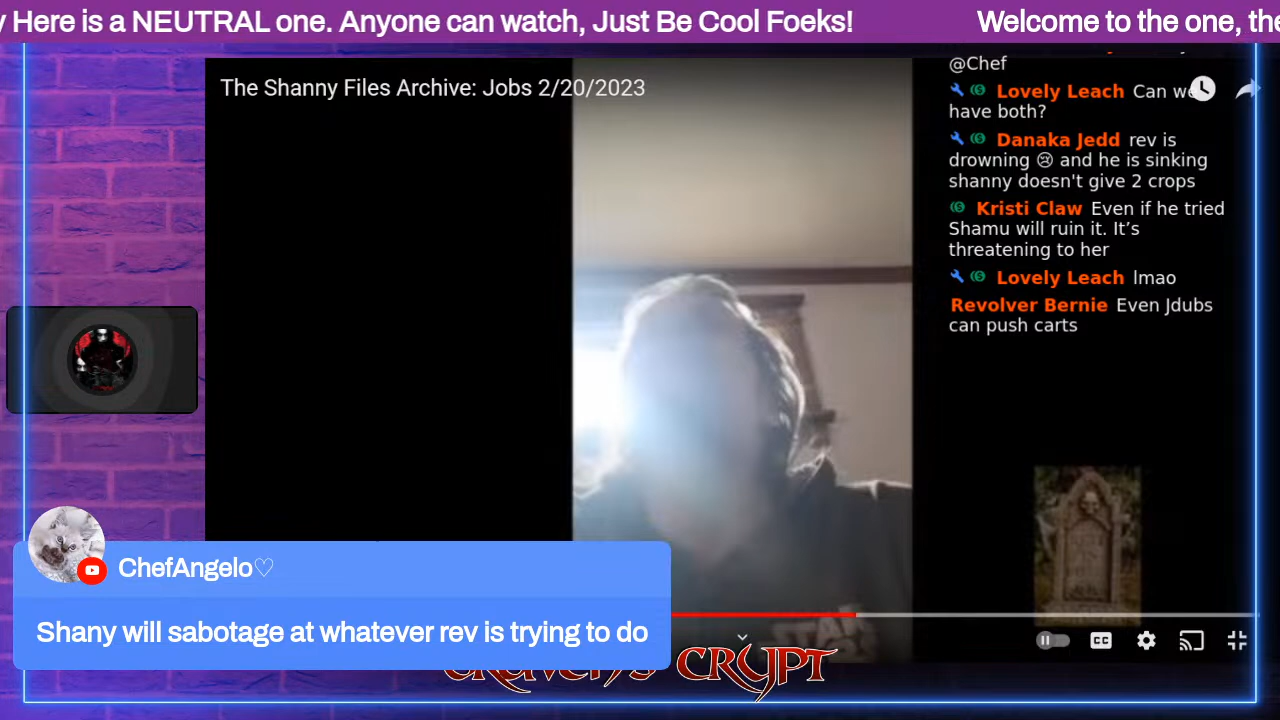 y Here is a NEUTRAL one. Anyone can watch, Just Be Cool Foeks! Welcome to the one, the
The Shanny Files Archive: Jobs 2/20/2023
@Chef
Lovely Leach Can we
have both?
Danaka Jedd rev is
drowning 😢 and he is sinking
shanny doesn't give 2 crops
Kristi Claw Even if he tried
Shamu will ruin it. It’s
threatening to her
Lovely Leach lmao
Revolver Bernie Even Jdubs
can push carts
ChefAngelo♡
Shany will sabotage at whatever rev is trying to do
CC
CRYPT